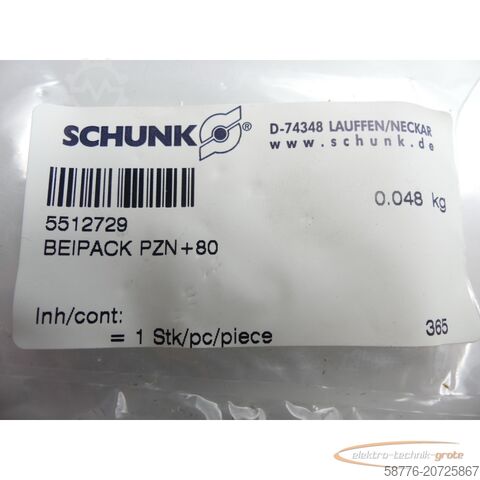 SCHUNK ®
D-74348 LAUFFEN/NECKAR
www.schunk.de
5512729
0.048 kg
BEIPACK PZN+80
Inh/cont:
= 1 Stk/pc/piece
365
elektro-technik-grote
58776-20725867